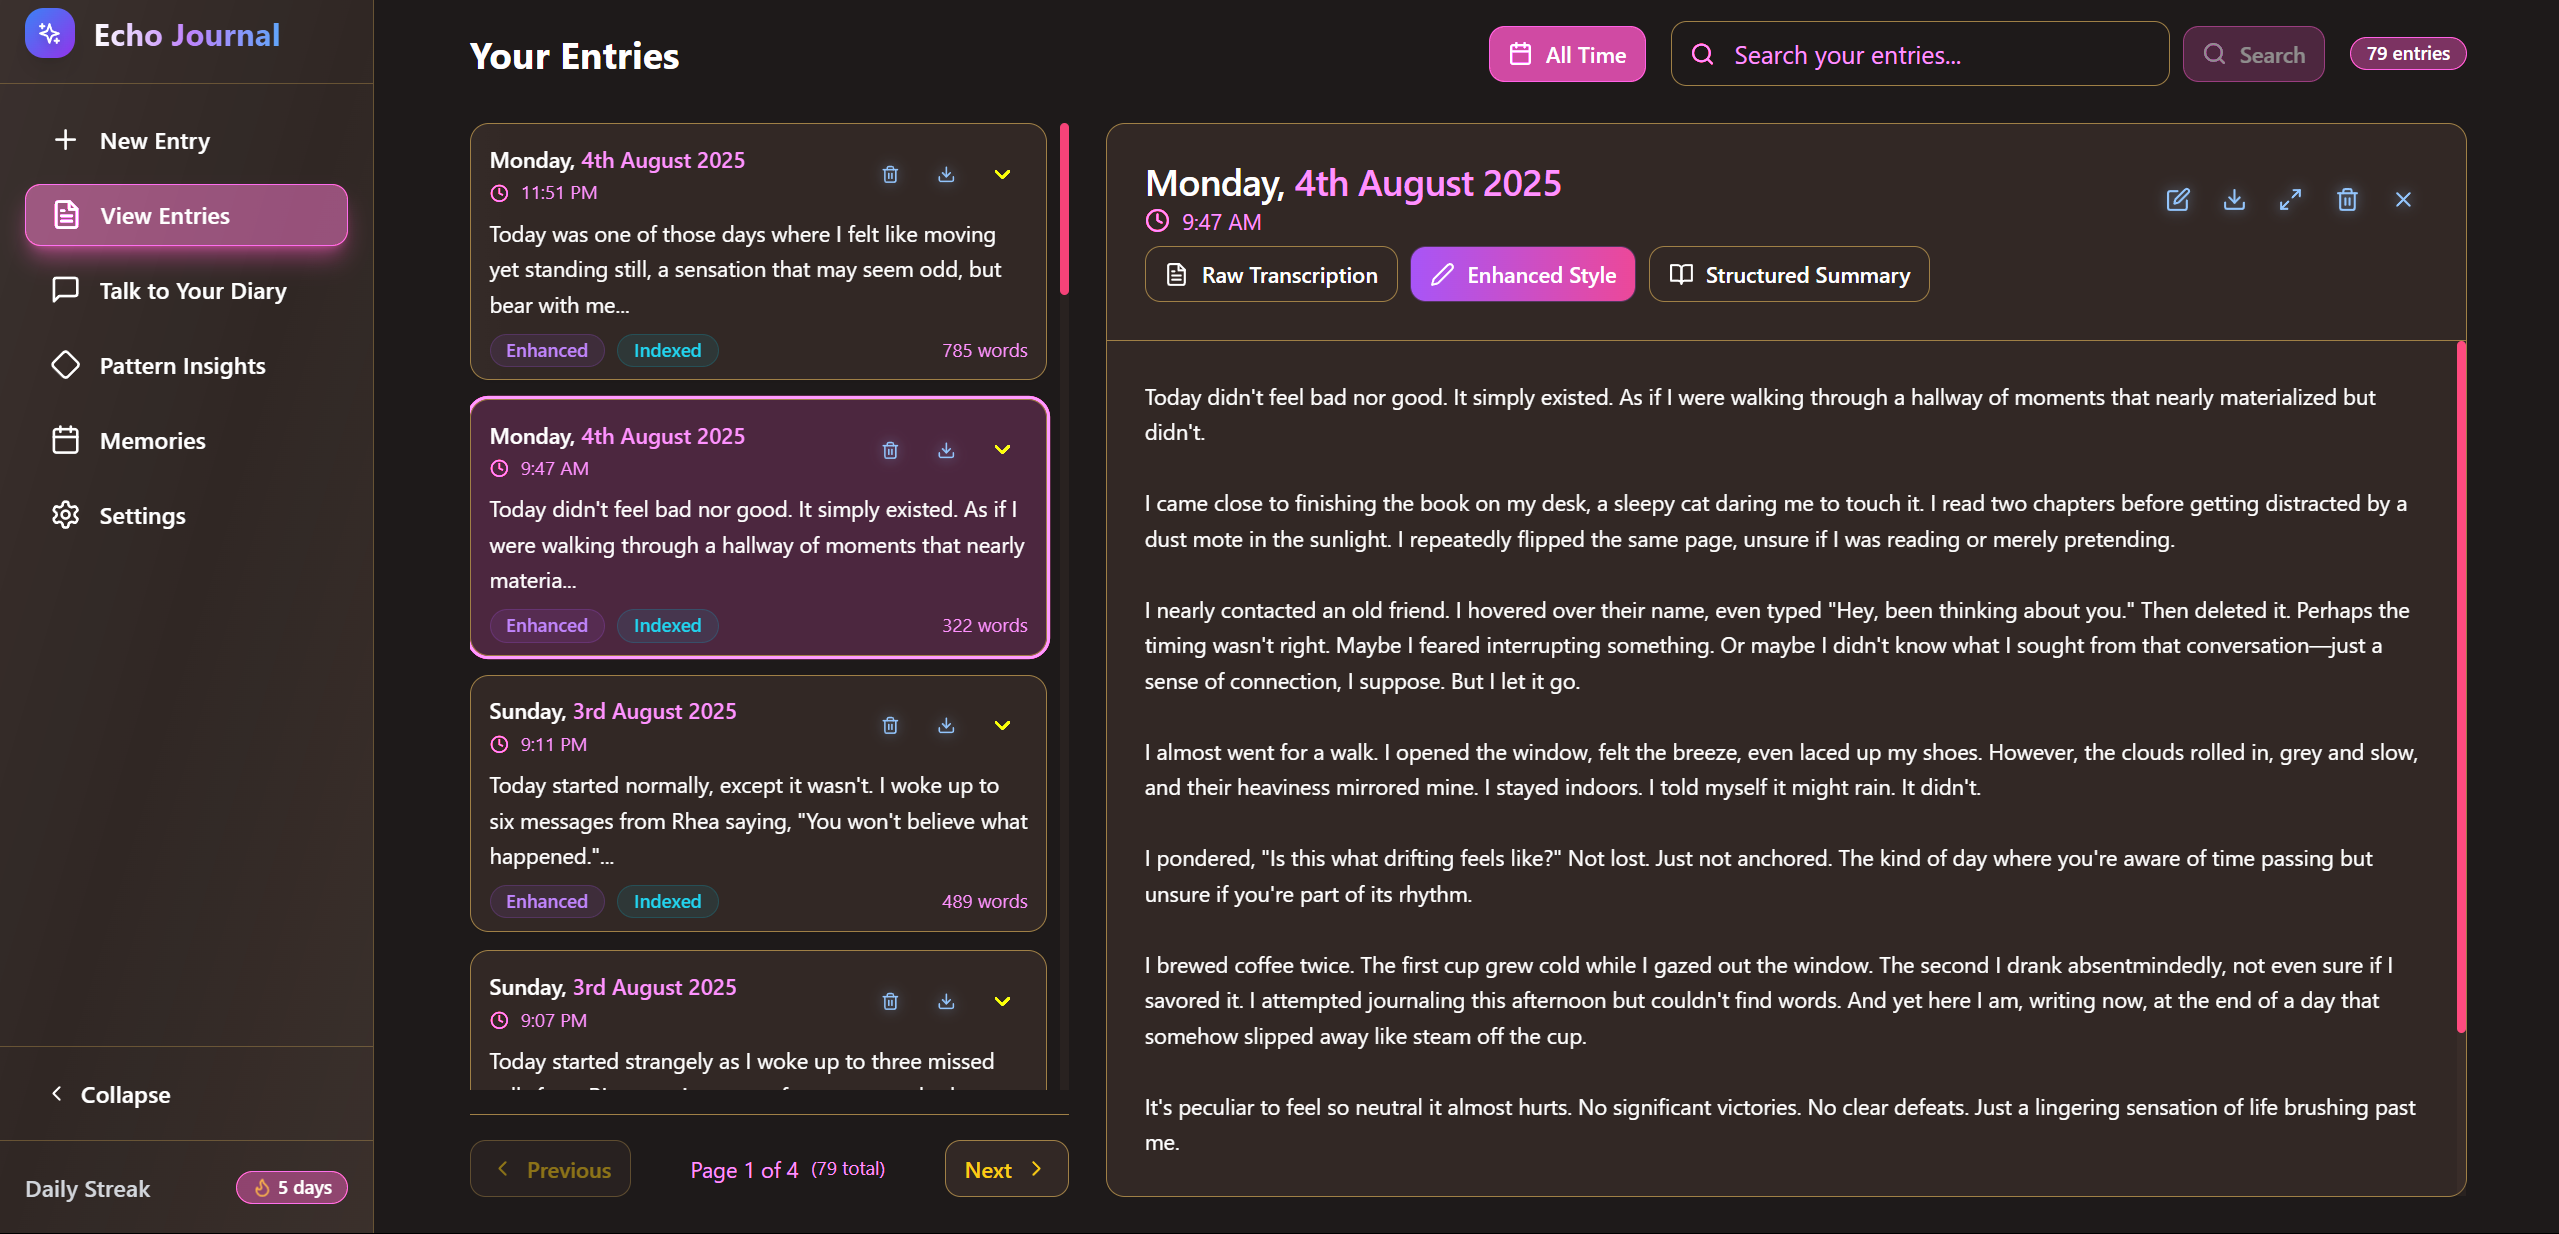 Echo Journal
New Entry
View Entries
Talk to Your Diary
Pattern Insights
Memories
Settings
Collapse
Daily Streak
5 days
Your Entries
All Time
Search your entries...
Search
79 entries
Monday, 4th August 2025
11:51 PM
Today was one of those days where I felt like moving
yet standing still, a sensation that may seem odd, but
bear with me...
Enhanced
Indexed
785 words
Monday, 4th August 2025
9:47 AM
Today didn't feel bad nor good. It simply existed. As if I
were walking through a hallway of moments that nearly
materia...
Enhanced
Indexed
322 words
Sunday, 3rd August 2025
9:11 PM
Today started normally, except it wasn't. I woke up to
six messages from Rhea saying, "You won't believe what
happened."...
Enhanced
Indexed
489 words
Sunday, 3rd August 2025
9:07 PM
Today started strangely as I woke up to three missed
Previous
Page 1 of 4 (79 total)
Next
Monday, 4th August 2025
9:47 AM
Raw Transcription
Enhanced Style
Structured Summary
Today didn't feel bad nor good. It simply existed. As if I were walking through a hallway of moments that nearly materialized but
didn't.
I came close to finishing the book on my desk, a sleepy cat daring me to touch it. I read two chapters before getting distracted by a
dust mote in the sunlight. I repeatedly flipped the same page, unsure if I was reading or merely pretending.
I nearly contacted an old friend. I hovered over their name, even typed "Hey, been thinking about you." Then deleted it. Perhaps the
timing wasn't right. Maybe I feared interrupting something. Or maybe I didn't know what I sought from that conversation—just a
sense of connection, I suppose. But I let it go.
I almost went for a walk. I opened the window, felt the breeze, even laced up my shoes. However, the clouds rolled in, grey and slow,
and their heaviness mirrored mine. I stayed indoors. I told myself it might rain. It didn't.
I pondered, "Is this what drifting feels like?" Not lost. Just not anchored. The kind of day where you're aware of time passing but
unsure if you're part of its rhythm.
I brewed coffee twice. The first cup grew cold while I gazed out the window. The second I drank absentmindedly, not even sure if I
savored it. I attempted journaling this afternoon but couldn't find words. And yet here I am, writing now, at the end of a day that
somehow slipped away like steam off the cup.
It's peculiar to feel so neutral it almost hurts. No significant victories. No clear defeats. Just a lingering sensation of life brushing past
me.